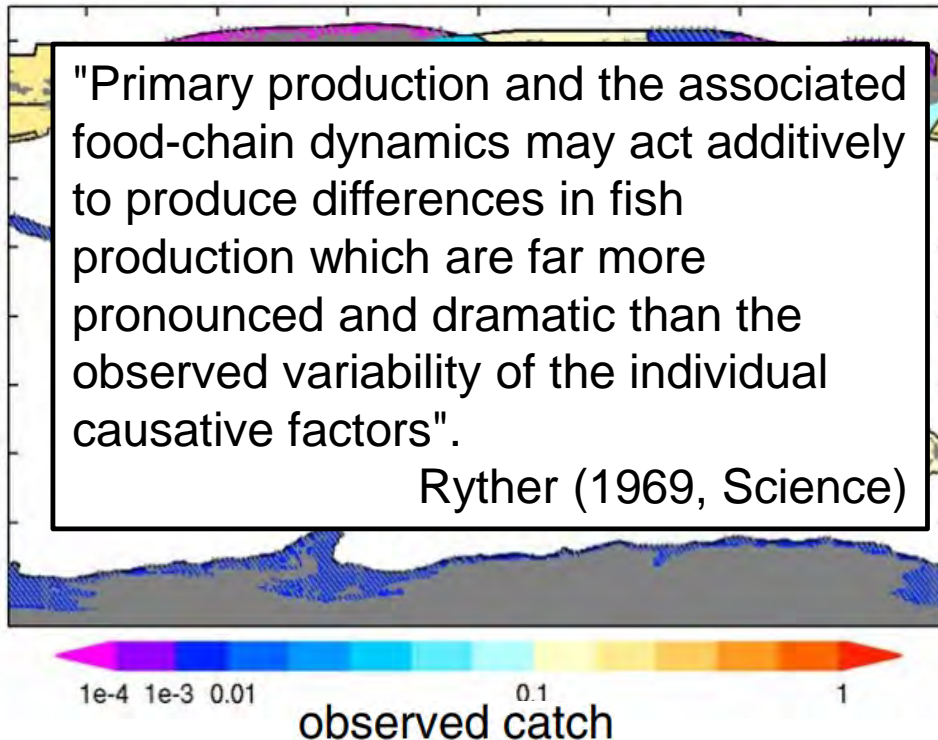 "Primary production and the associated
food-chain dynamics may act additively
to produce differences in fish
production which are far more
pronounced and dramatic than the
observed variability of the individual
causative factors".
Ryther (1969, Science)
1e-4 1e-3 0.01 0.1 1
observed catch